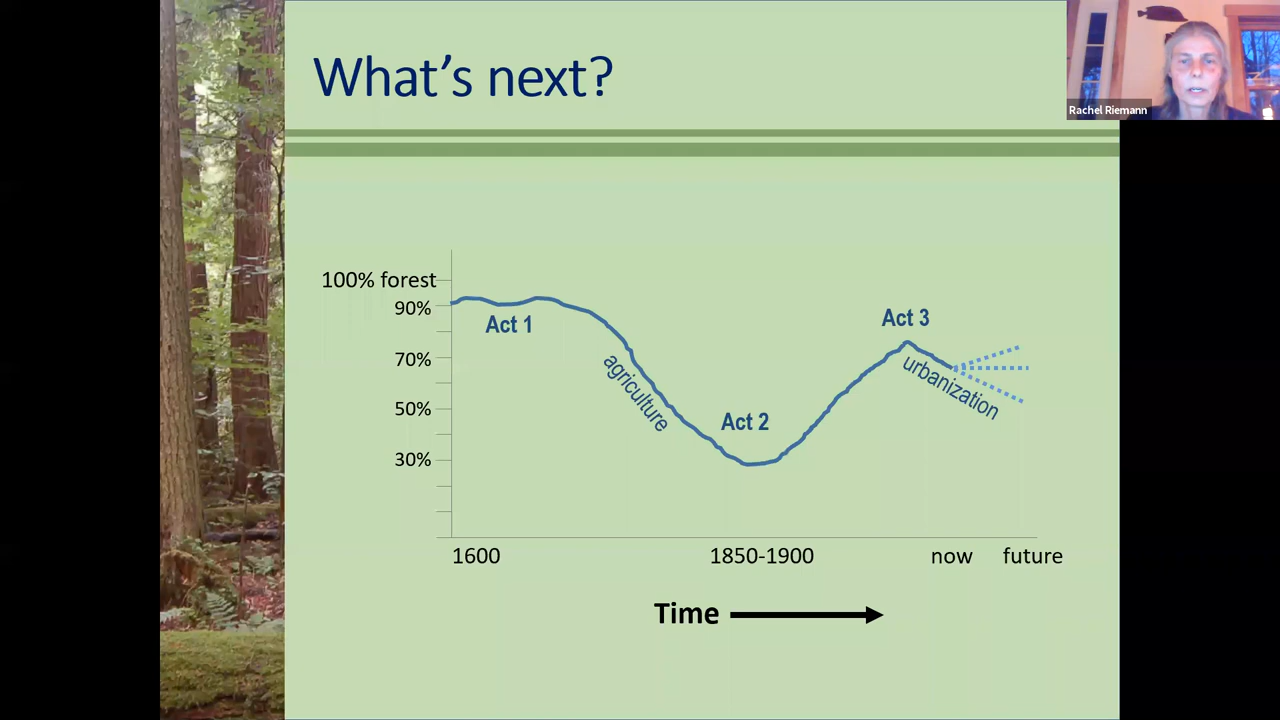 What's next?
Rachel Riemann
100% forest
90%
70%
50%
30%
Act 1
agriculture
Act 2
Act 3
urbanization
1600
1850-1900
now
future
Time